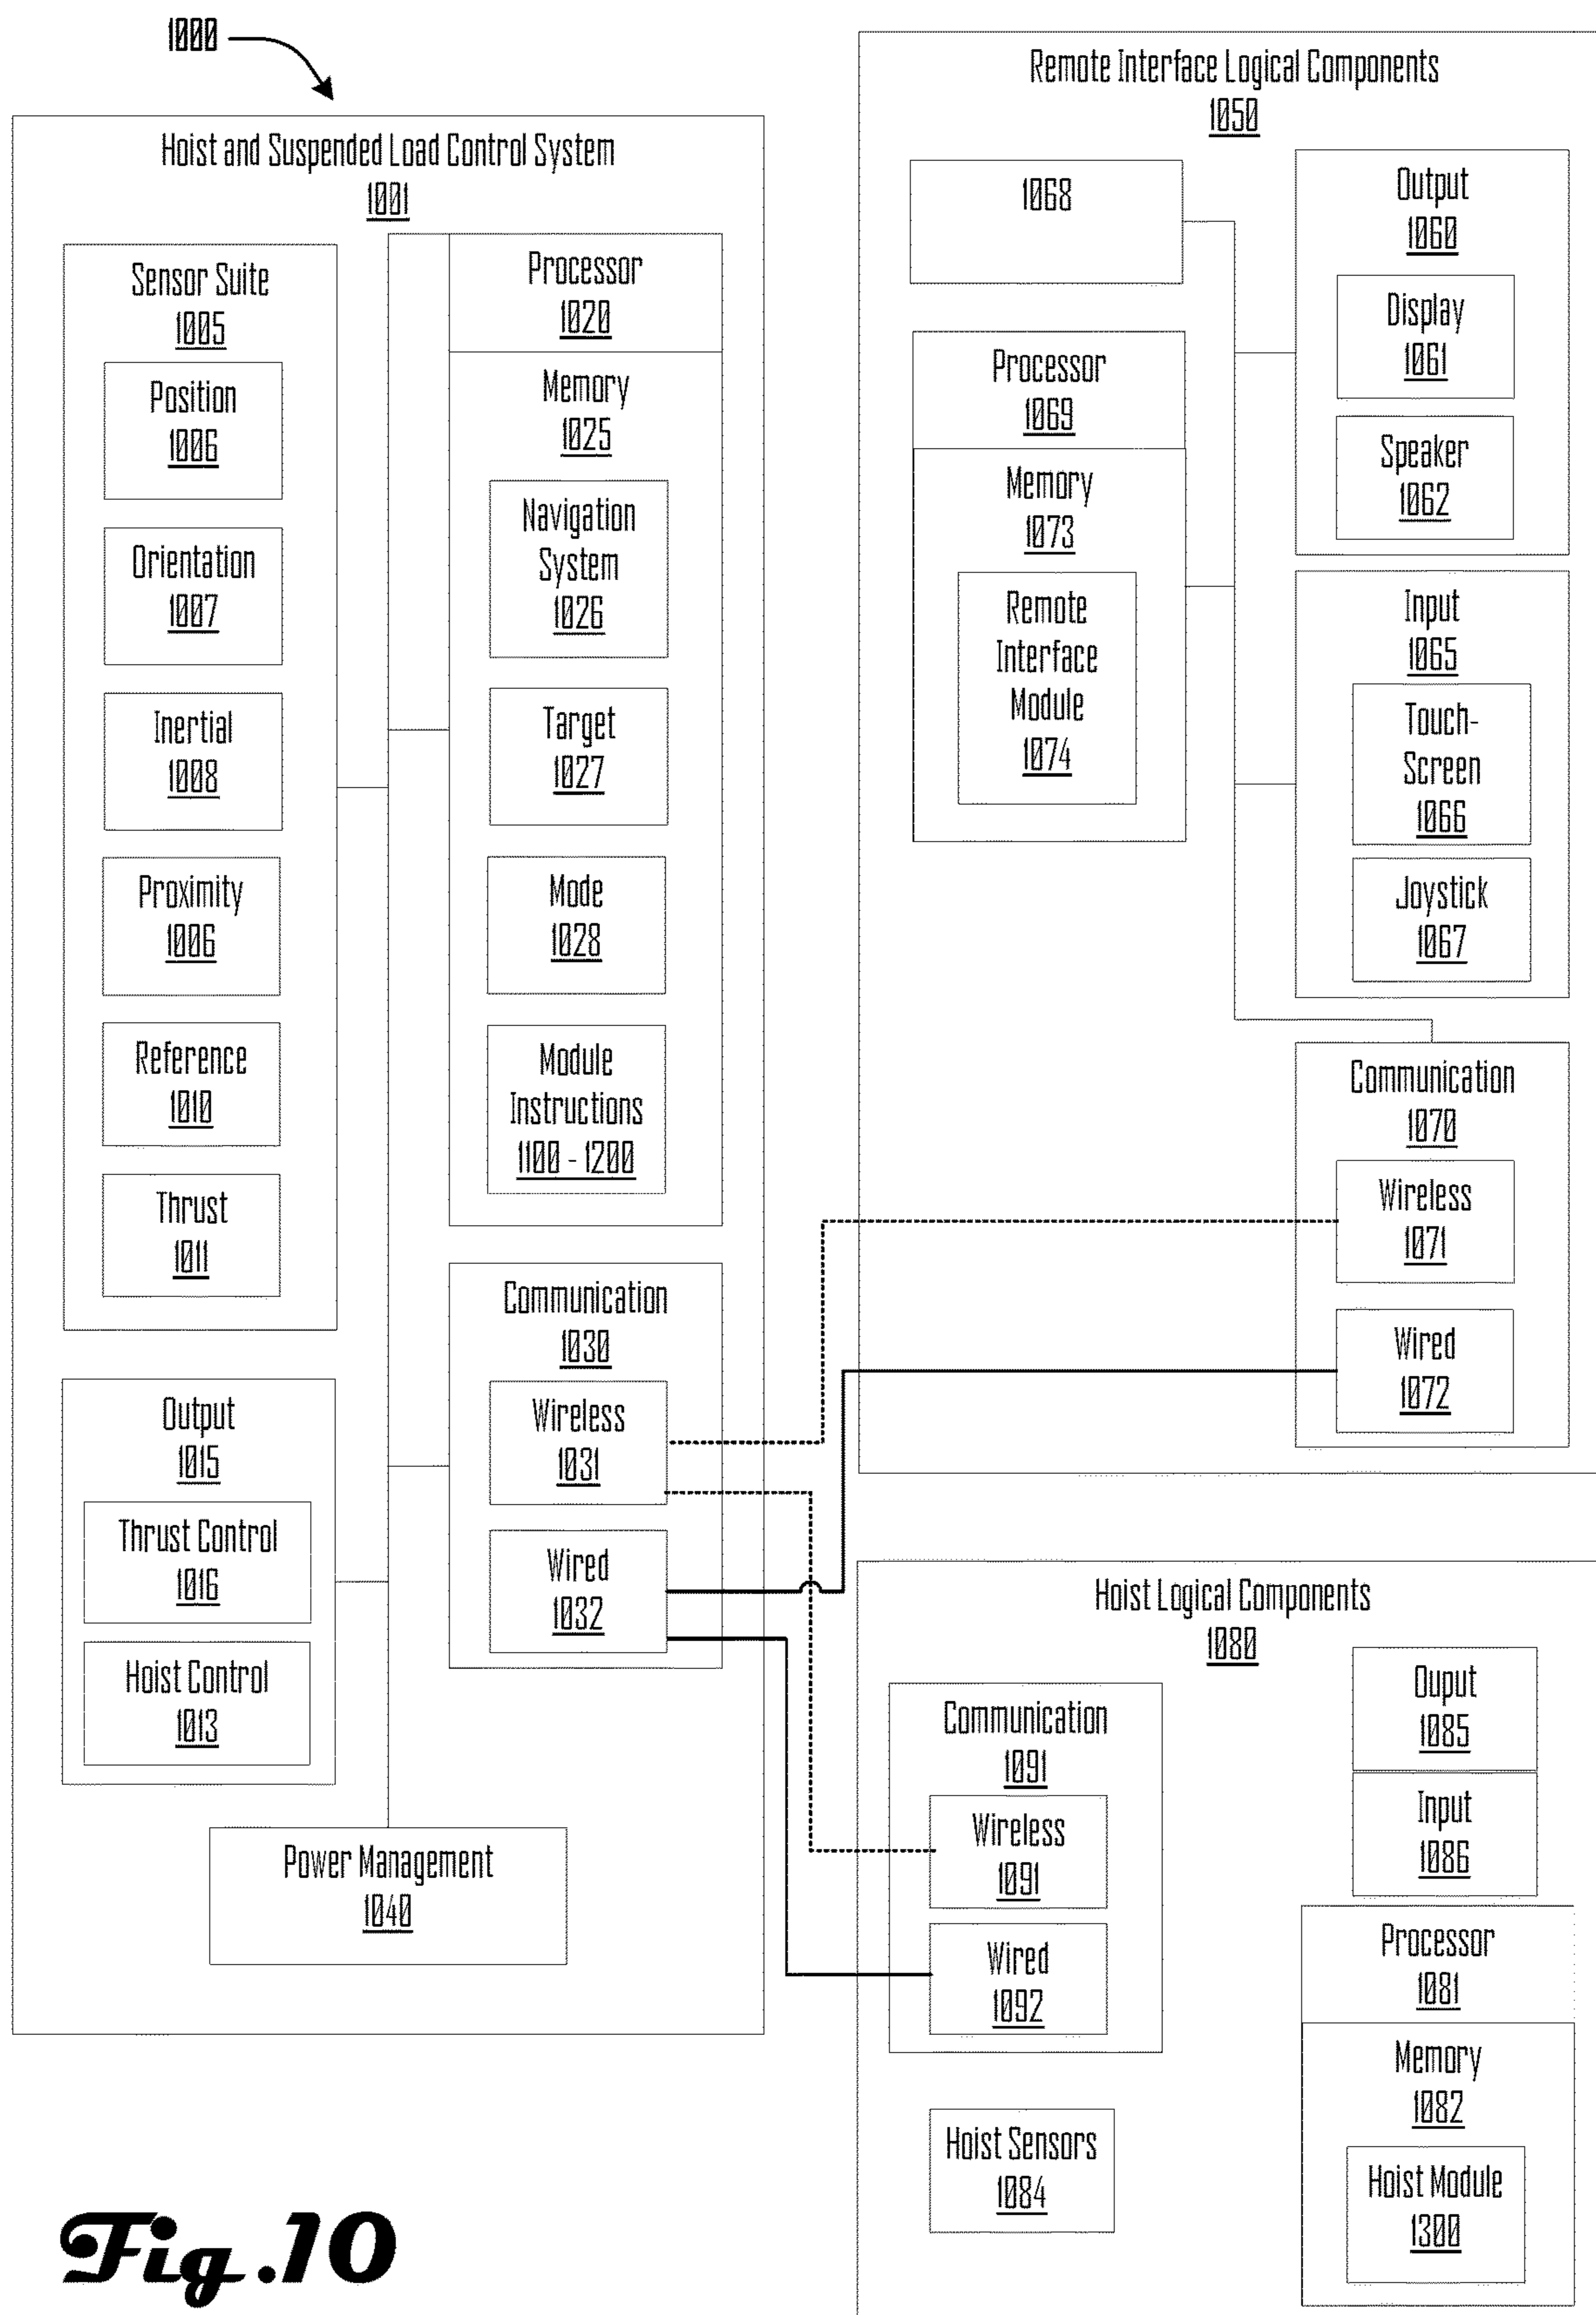 1000
Hoist and Suspended Load Control System
1001
Sensor Suite
1005
Position
1006
Orientation
1007
Inertial
1008
Proximity
1006
Reference
1010
Thrust
1011
Output
1015
Thrust Control
1016
Hoist Control
1013
Processor
1020
Memory
1025
Navigation
System
1026
Target
1027
Mode
1028
Module
Instructions
1100 - 1200
Communication
1030
Wireless
1031
Wired
1032
Power Management
1040
Remote Interface Logical Components
1050
1068
Processor
1069
Memory
1073
Remote
Interface
Module
1074
Output
1060
Display
1061
Speaker
1062
Input
1065
Touch-
Screen
1066
Joystick
1067
Communication
1070
Wireless
1071
Wired
1072
Hoist Logical Components
1080
Communication
1091
Wireless
1091
Wired
1092
Hoist Sensors
1084
Ouput
1085
Input
1086
Processor
1081
Memory
1082
Hoist Module
1300
Fig.10